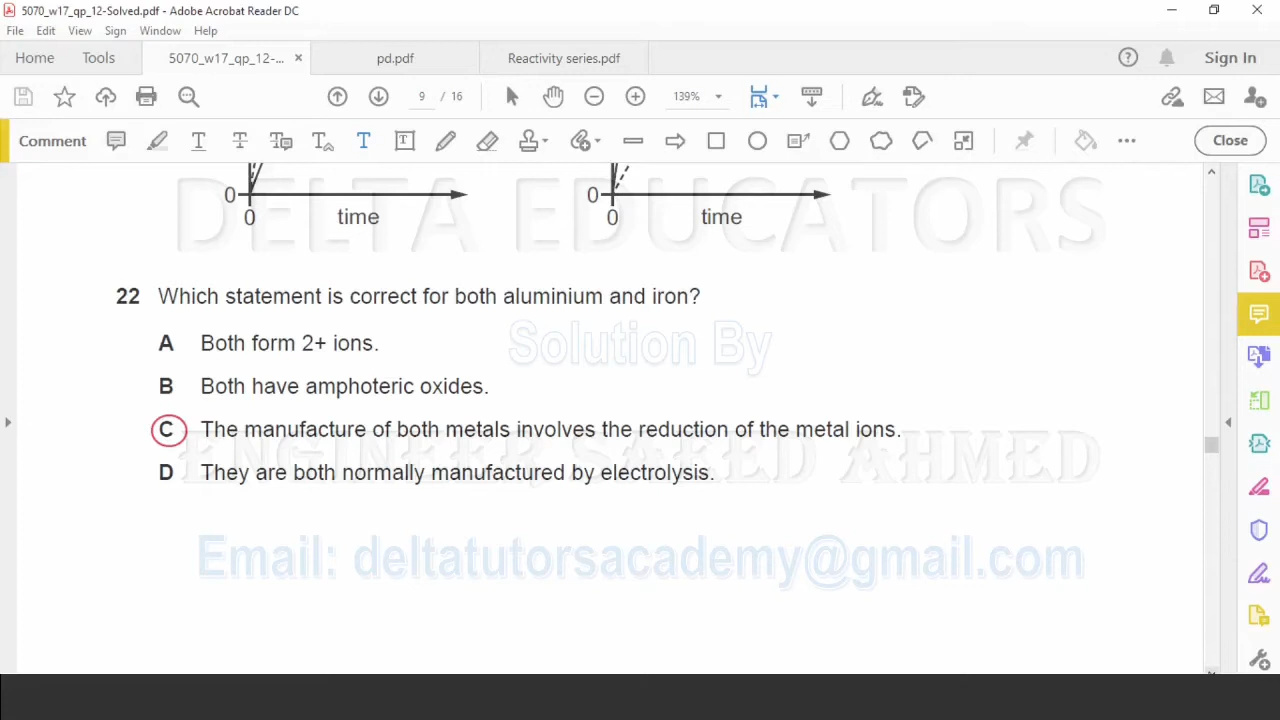 5070_w17_qp_12-Solved.pdf - Adobe Acrobat Reader DC
File Edit View Sign Window Help
Home Tools 5070_w17_qp_12-... × pd.pdf Reactivity series.pdf Sign In
9 / 16 139%
Comment Close
0 0
0 time 0 time
DELTA EDUCATORS
22 Which statement is correct for both aluminium and iron?
Solution By
A Both form 2+ ions.
B Both have amphoteric oxides.
C The manufacture of both metals involves the reduction of the metal ions.
ENGINEER SAEED AHMED
D They are both normally manufactured by electrolysis.
Email: deltatutorsacademy@gmail.com